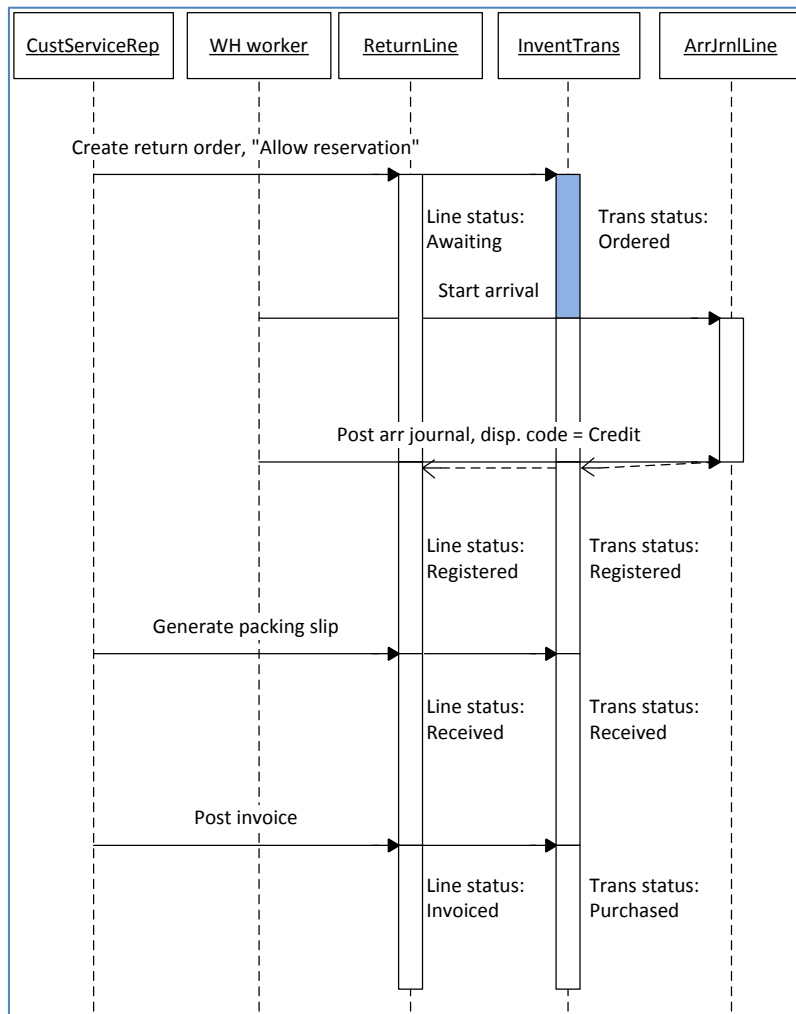 CustServiceRep
WH worker
ReturnLine
InventTrans
ArrJrnlLine
Create return order, "Allow reservation"
Line status:
Awaiting
Trans status:
Ordered
Start arrival
Post arr journal, disp. code = Credit
Line status:
Registered
Trans status:
Registered
Generate packing slip
Line status:
Received
Trans status:
Received
Post invoice
Line status:
Invoiced
Trans status:
Purchased